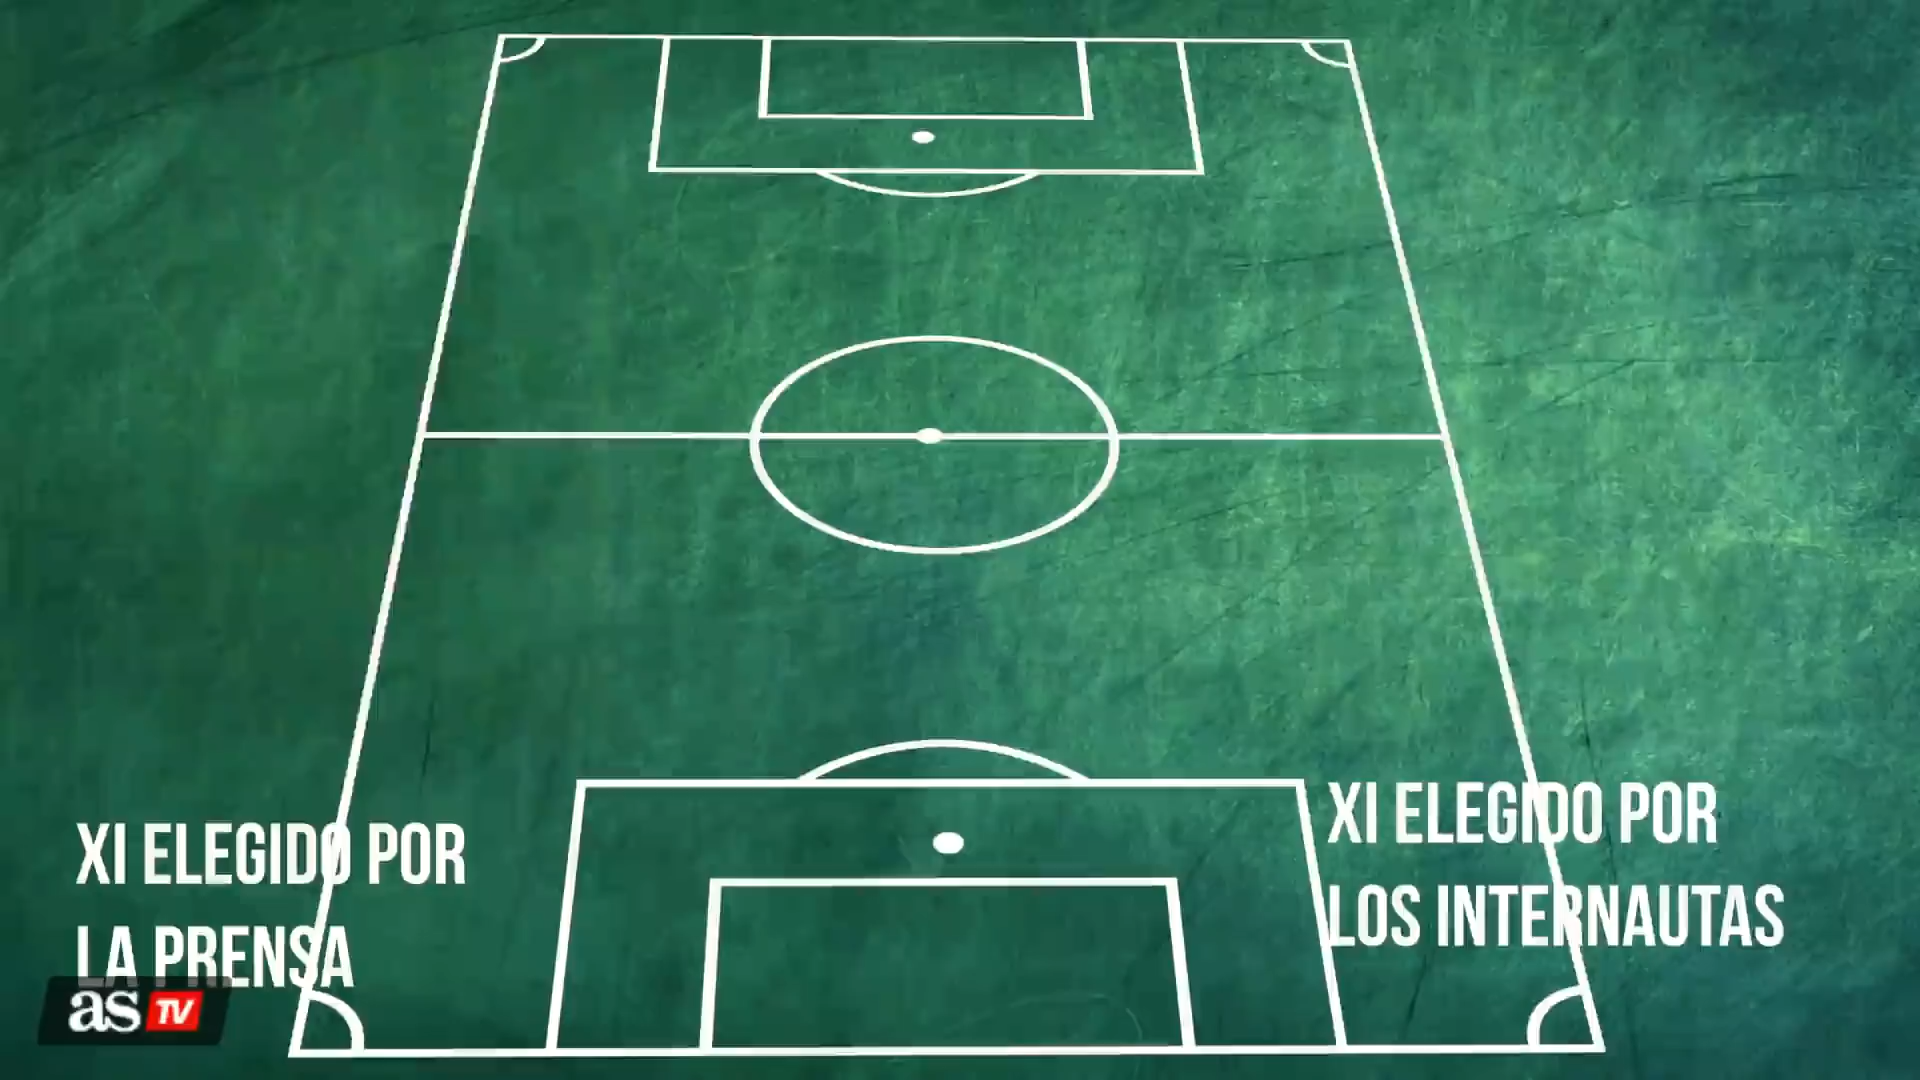 XI ELEGIDO POR
LA PRENSA
XI ELEGIDO POR
LOS INTERNAUTAS
as TV